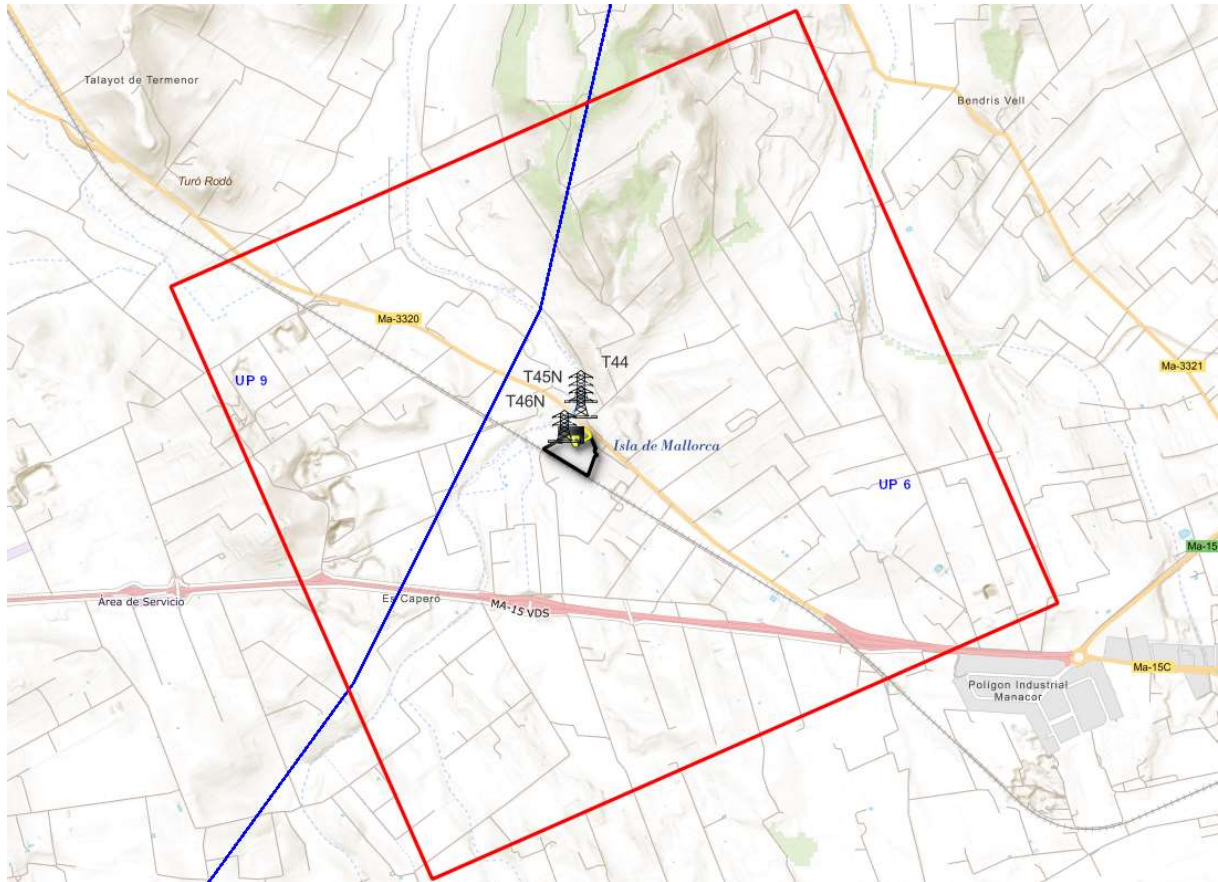 Talayot de Termenor
Bendris Vell
Turó Rodó
Ma-3320
T44
Ma-3321
T45N
UP 9
T46N
Isla de Mallorca
UP 6
Ma-15
Área de Servicio
Es Caperó
MA-15 VDS
Ma-15C
Polígon Industrial
Manacor